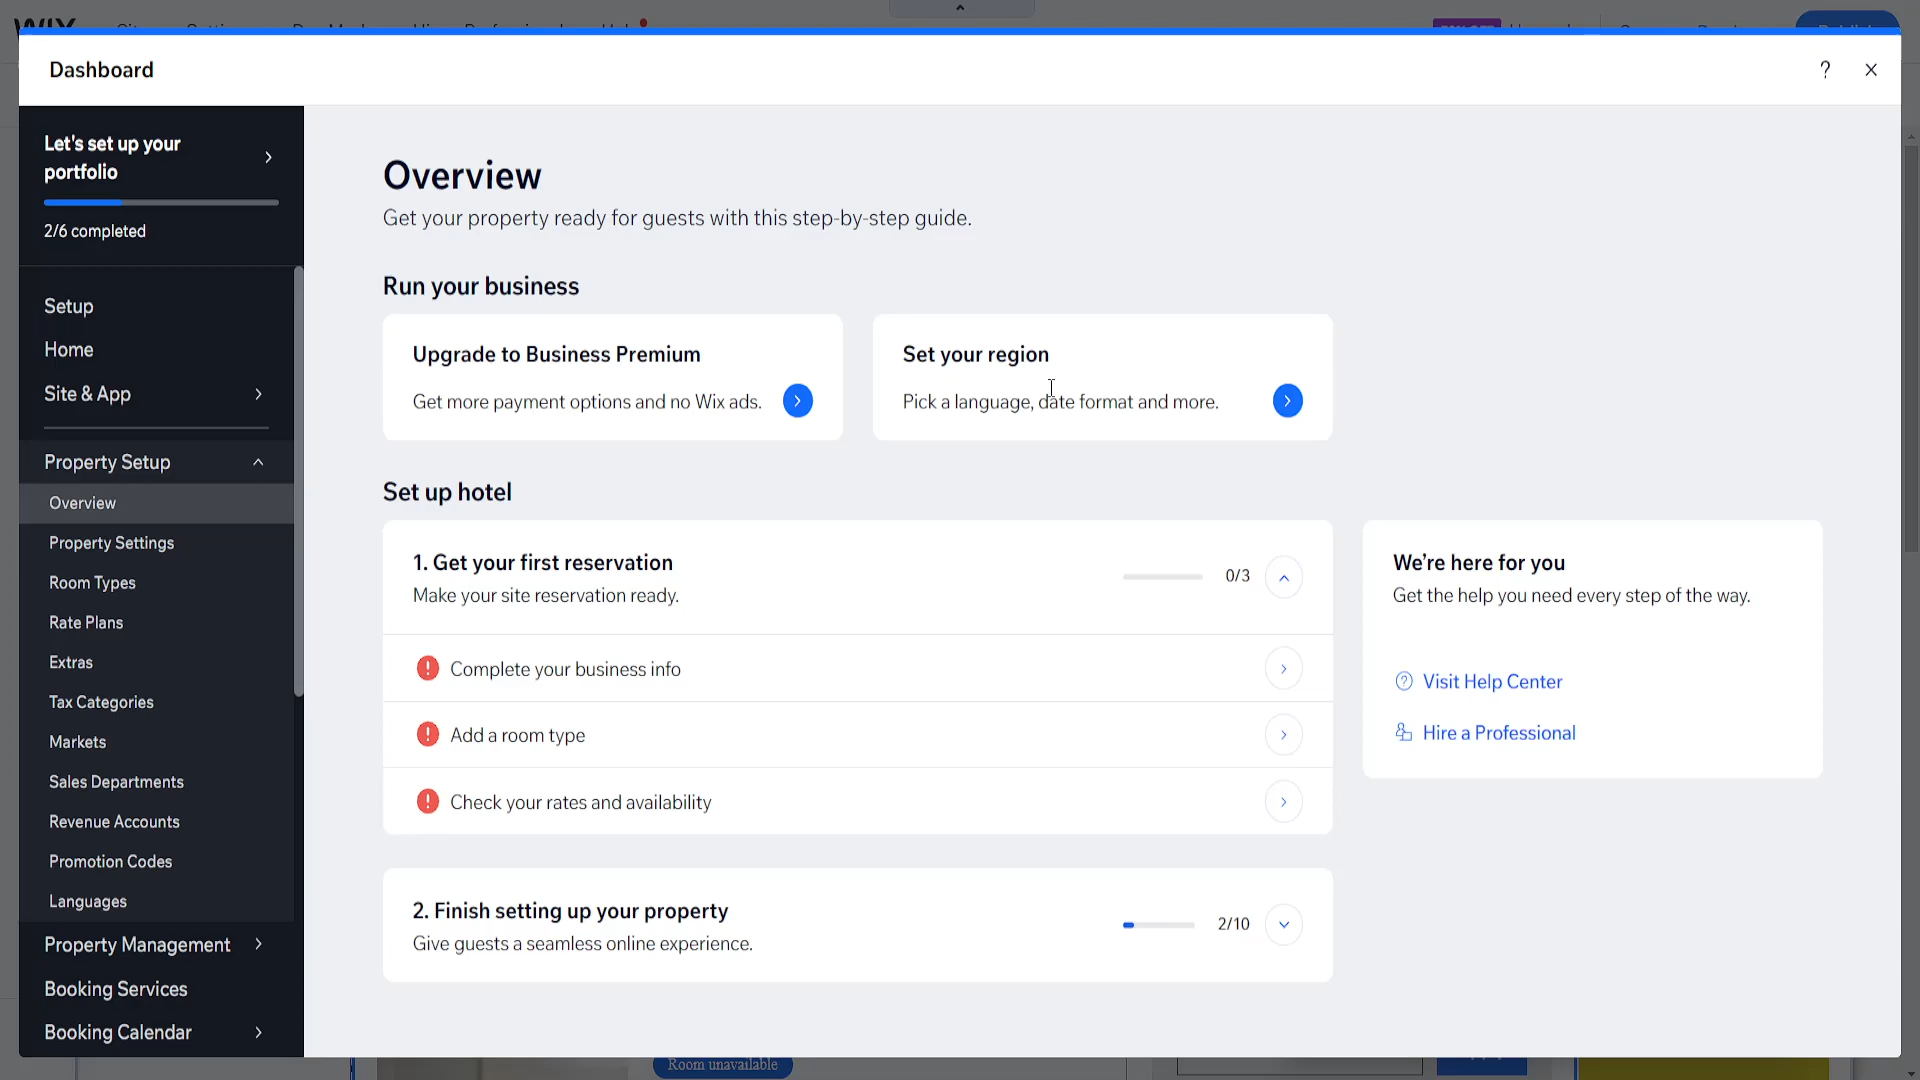 Dashboard
?
Let's set up your
portfolio
2/6 completed
Setup
Home
Site & App
Property Setup
Overview
Property Settings
Room Types
Rate Plans
Extras
Tax Categories
Markets
Sales Departments
Revenue Accounts
Promotion Codes
Languages
Property Management
Booking Services
Booking Calendar
Overview
Get your property ready for guests with this step-by-step guide.
Run your business
Upgrade to Business Premium
Get more payment options and no Wix ads.
Set your region
Pick a language, date format and more.
Set up hotel
1. Get your first reservation
Make your site reservation ready.
0/3
Complete your business info
Add a room type
Check your rates and availability
2. Finish setting up your property
Give guests a seamless online experience.
2/10
We're here for you
Get the help you need every step of the way.
Visit Help Center
Hire a Professional
Room unavailable